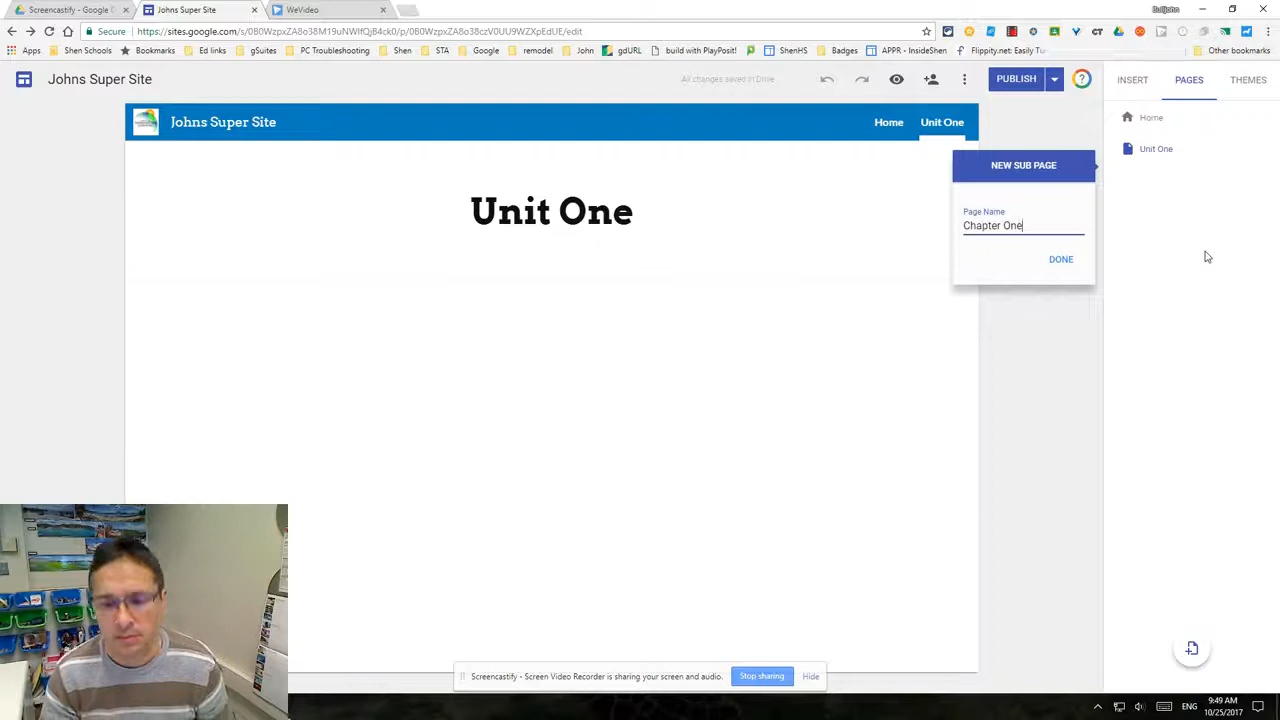 Screencastify - Google D
Johns Super Site
WeVideo
Bulljohn
Secure
https://sites.google.com/
/edit
Apps
Shen Schools
Bookmarks
Ed links
gSuites
PC Troubleshooting
Shen
STA
Google
remodel
John
gdURL
build with PlayPosit!
ShenHS
Badges
APPR - InsideShen
Flippity.net: Easily Tu
Other bookmarks
Johns Super Site
All changes saved in Drive
PUBLISH
INSERT
PAGES
THEMES
Johns Super Site
Home
Unit One
Home
Unit One
NEW SUB PAGE
Page Name
Chapter One
DONE
Unit One
Screencastify - Screen Video Recorder is sharing your screen and audio.
Stop sharing
Hide
ENG
9:49 AM
10/25/2017